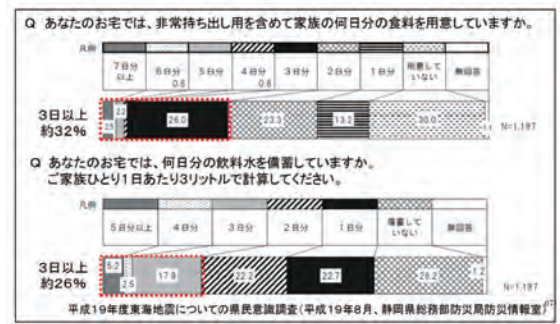 Q あなたのお宅では、非常持ち出し用を含めて家族の何日分の食料を用意していますか。
凡例
7日分以上 6日分 5日分 4日分 3日分 2日分 1日分 用意していない 無回答
0.6 0.8
3日以上
約32%
2.5 2.2 26.0 23.3 13.2 30.0 N=1,187
Q あなたのお宅では、何日分の飲料水を備蓄していますか。
ご家族ひとり1日あたり3リットルで計算してください。
凡例
5日分以上 4日分 3日分 2日分 1日分 備蓄していない 無回答
3日以上
約26%
5.2 2.6 17.8 22.2 22.7 28.2 1.2 N=1,187
平成19年度東海地震についての県民意識調査(平成19年8月、静岡県総務部防災局防災情報室)